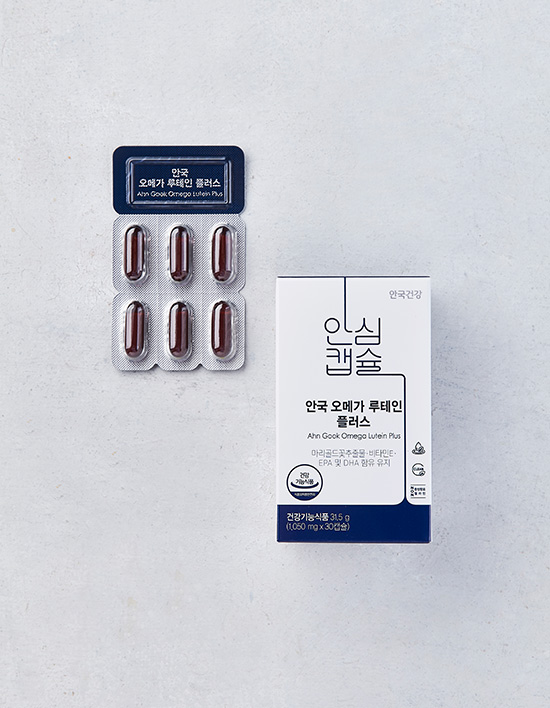 안국
오메가 루테인 플러스
Ahn Gook Omega Lutein Plus
안국건강
안심
캡슐
안국 오메가 루테인
플러스
Ahn Gook Omega Lutein Plus
마리골드꽃추출물·비타민E·
EPA 및 DHA 함유 유지
건강
기능식품
건강기능식품 31.5 g
(1,050 mg x 30캡슐)